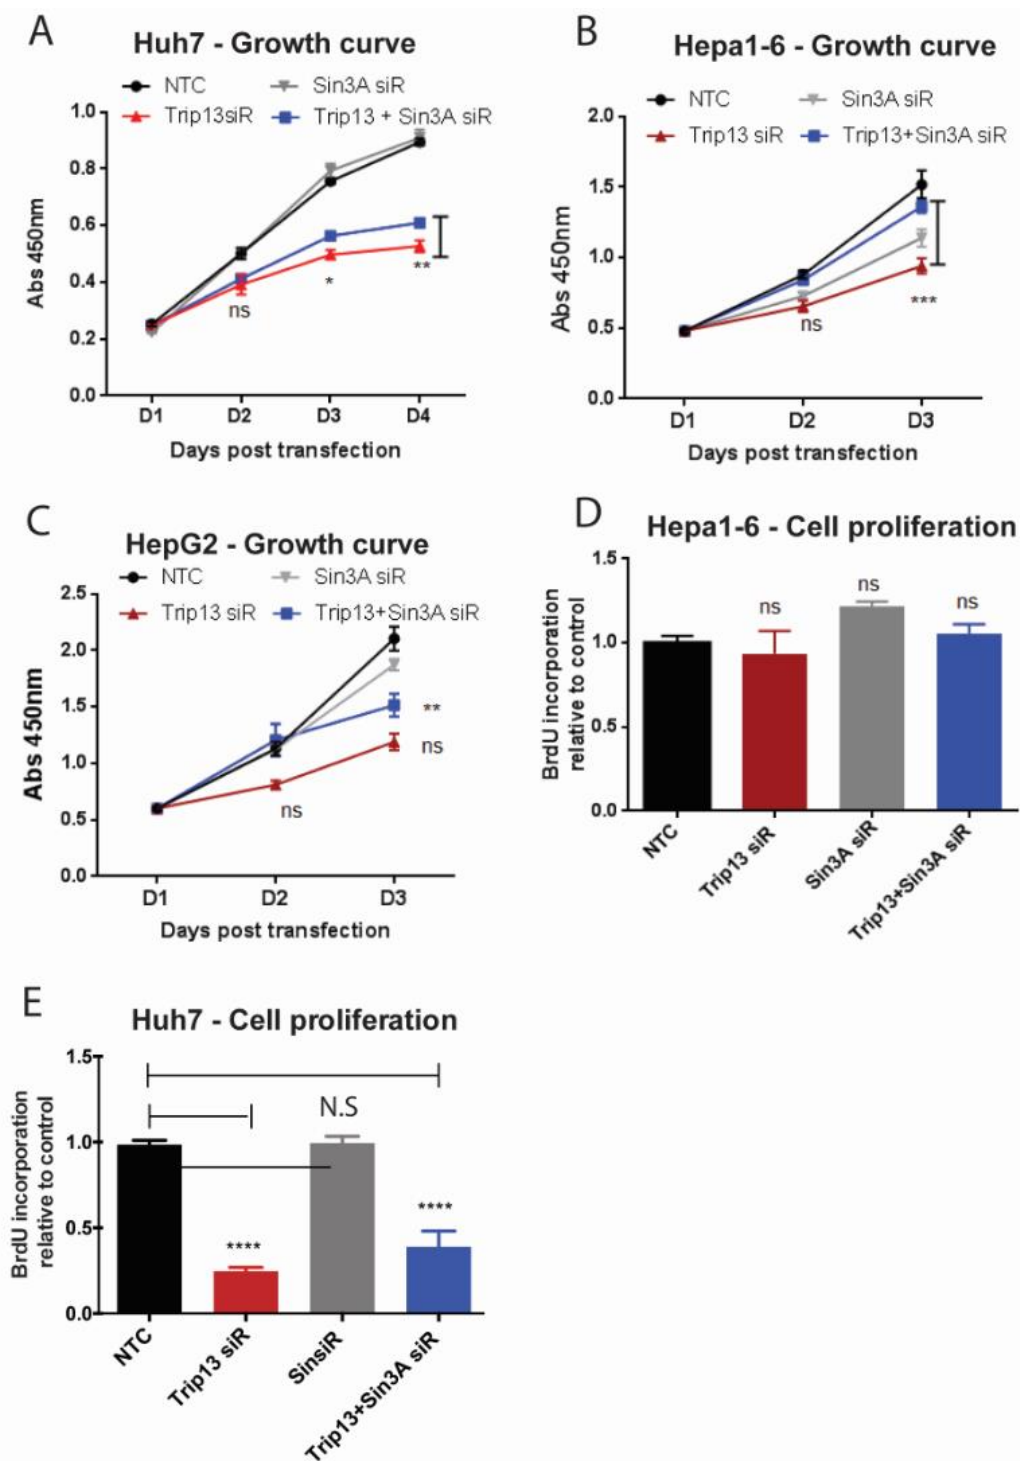 A
Huh7 - Growth curve
NTC
Sin3A siR
Trip13siR
Trip13 + Sin3A siR
Abs 450nm
1.0
0.8
0.6
0.4
0.2
0.0
ns
*
**
D1 D2 D3 D4
Days post transfection
B
Hepa1-6 - Growth curve
NTC
Sin3A siR
Trip13 siR
Trip13+Sin3A siR
Abs 450nm
2.0
1.5
1.0
0.5
0.0
ns
***
D1 D2 D3
Days post transfection
C
HepG2 - Growth curve
NTC
Sin3A siR
Trip13 siR
Trip13+Sin3A siR
Abs 450nm
2.5
2.0
1.5
1.0
0.5
0.0
**
ns
ns
D1 D2 D3
Days post transfection
D
Hepa1-6 - Cell proliferation
BrdU incorporation
relative to control
1.5
1.0
0.5
0.0
ns
ns
ns
NTC
Trip13 siR
Sin3A siR
Trip13+Sin3A siR
E
Huh7 - Cell proliferation
BrdU incorporation
relative to control
1.5
1.0
0.5
0.0
N.S
****
****
NTC
Trip13 siR
SinsiR
Trip13+Sin3A siR